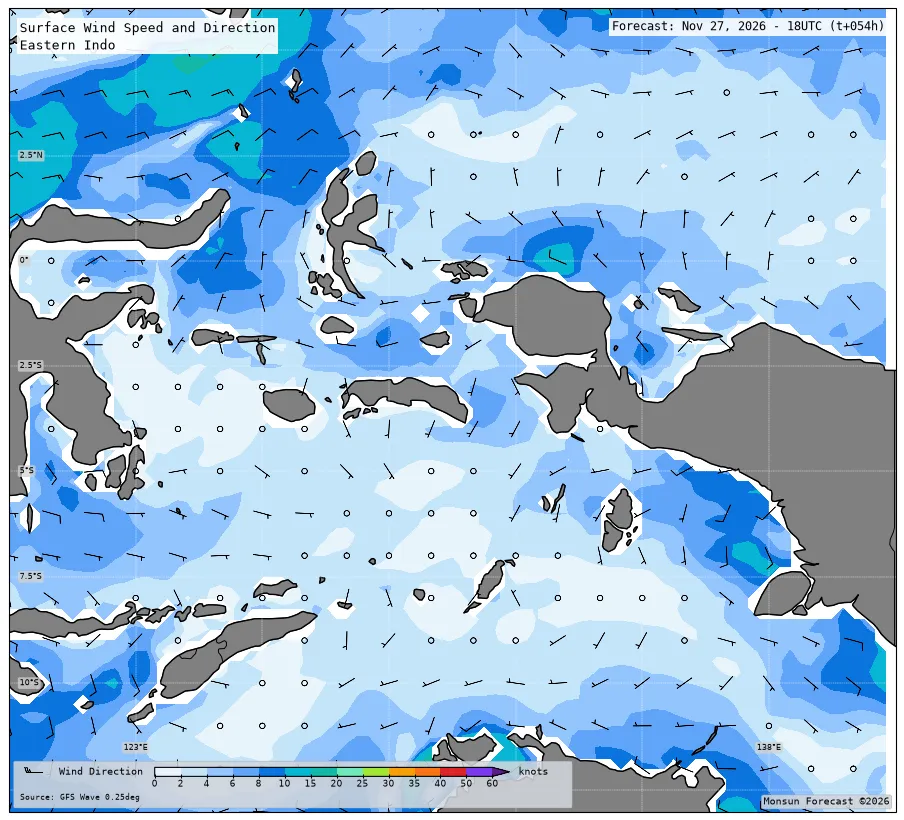 Surface Wind Speed and Direction
Eastern Indo
Forecast: Nov 27, 2026 - 18UTC (t+054h)
2.5°N
0°
2.5°S
5°S
7.5°S
10°S
123°E
138°E
Wind Direction
knots
0 2 4 6 8 10 15 20 25 30 35 40 50 60
Source: GFS Wave 0.25deg
Monsun Forecast ©2026